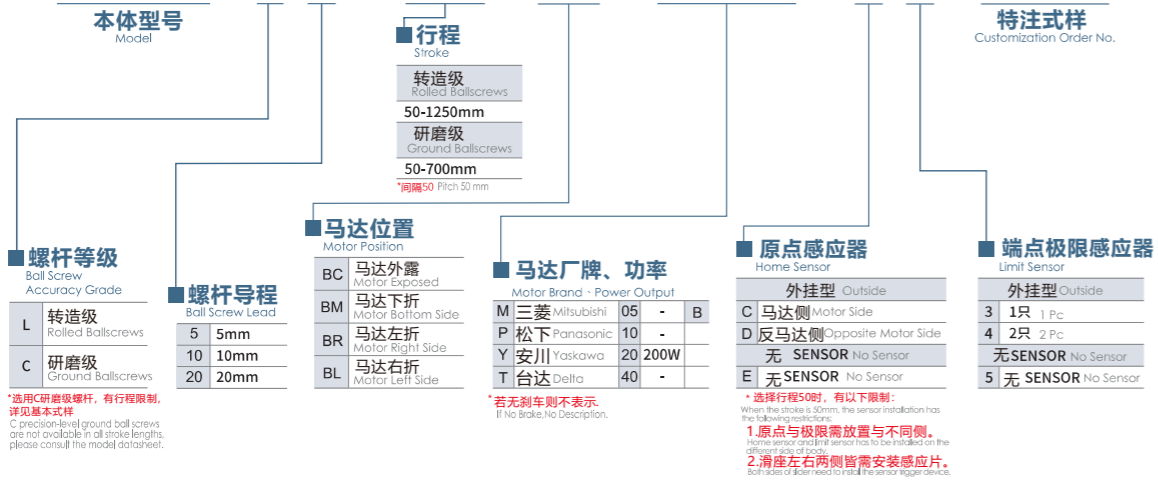 本体型号
Model
特注式样
Customization Order No.
行程
Stroke
转造级
Rolled Ballscrews
50-1250mm
研磨级
Ground Ballscrews
50-700mm
*间隔50 Pitch 50 mm
螺杆等级
Ball Screw
Accuracy Grade
L 转造级
Rolled Ballscrews
C 研磨级
Ground Ballscrews
*选用C研磨级螺杆，有行程限制，
详见基本式样
C precision-level ground ball screws
are not available in all stroke lengths,
please consult the model datasheet.
螺杆导程
Ball Screw Lead
5 5mm
10 10mm
20 20mm
马达位置
Motor Position
BC 马达外露
Motor Exposed
BM 马达下折
Motor Bottom Side
BR 马达左折
Motor Right Side
BL 马达右折
Motor Left Side
马达厂牌、功率
Motor Brand、Power Output
M 三菱 Mitsubishi 05 - B
P 松下 Panasonic 10 -
Y 安川 Yaskawa 20 200W
T 台达 Delta 40 -
*若无刹车则不表示.
If No Brake,No Description.
原点感应器
Home Sensor
外挂型 Outside
C 马达侧 Motor Side
D 反马达侧 Opposite Motor Side
无 SENSOR No Sensor
E 无 SENSOR No Sensor
* 选择行程50时，有以下限制：
When the stroke is 50mm, the sensor installation has
the following restrictions:
1.原点与极限需放置与不同侧。
Home sensor and limit sensor has to be installed on the
different side of body.
2.滑座左右两侧皆需安装感应片。
Both sides of slider need to install the sensor trigger device.
端点极限感应器
Limit Sensor
外挂型 Outside
3 1只 1 Pc
4 2只 2 Pc
无 SENSOR No Sensor
5 无 SENSOR No Sensor